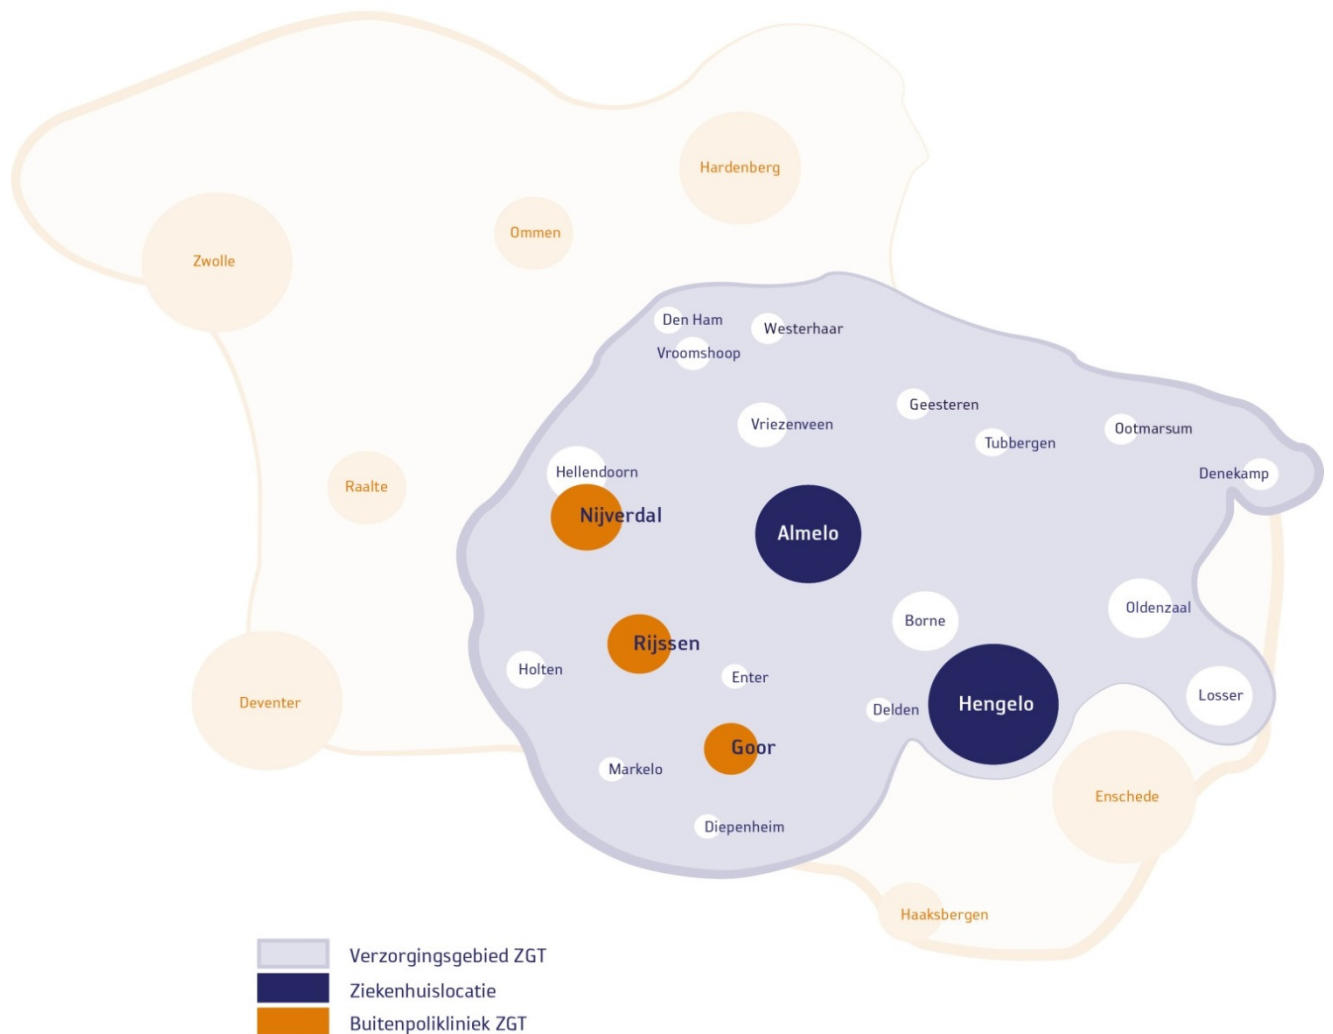 Hardenberg
Ommen
Zwolle
Den Ham
Westerhaar
Vroomshoop
Geesteren
Vriezenveen
Ootmarsum
Tubbergen
Hellendoorn
Denekamp
Raalte
Nijverdal
Almelo
Oldenzaal
Borne
Rijssen
Holten
Enter
Losser
Deventer
Hengelo
Delden
Goor
Markelo
Enschede
Diepenheim
Haaksbergen
Verzorgingsgebied ZGT
Ziekenhuislocatie
Buitenpolikliniek ZGT